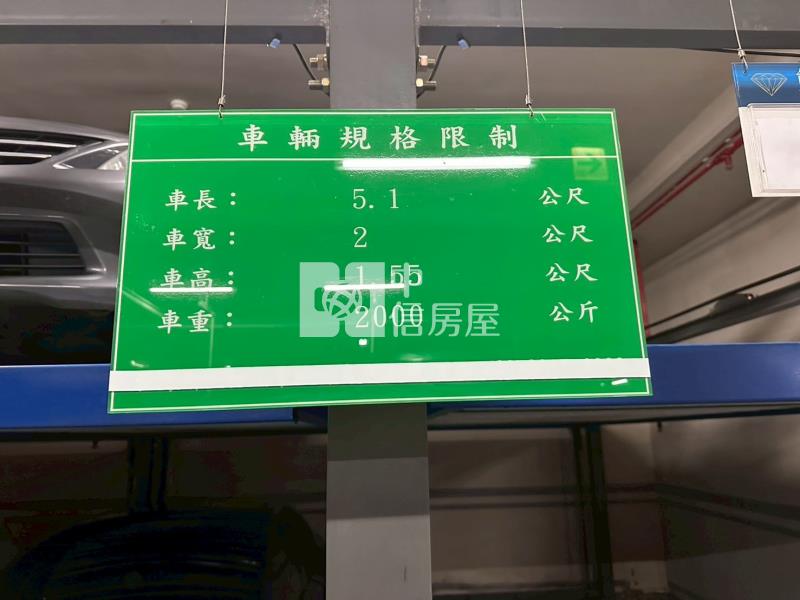 車輛規格限制
車長： 5.1 公尺
車寬： 2 公尺
車高： 1.55 公尺
車重： 2000 公斤
中信房屋